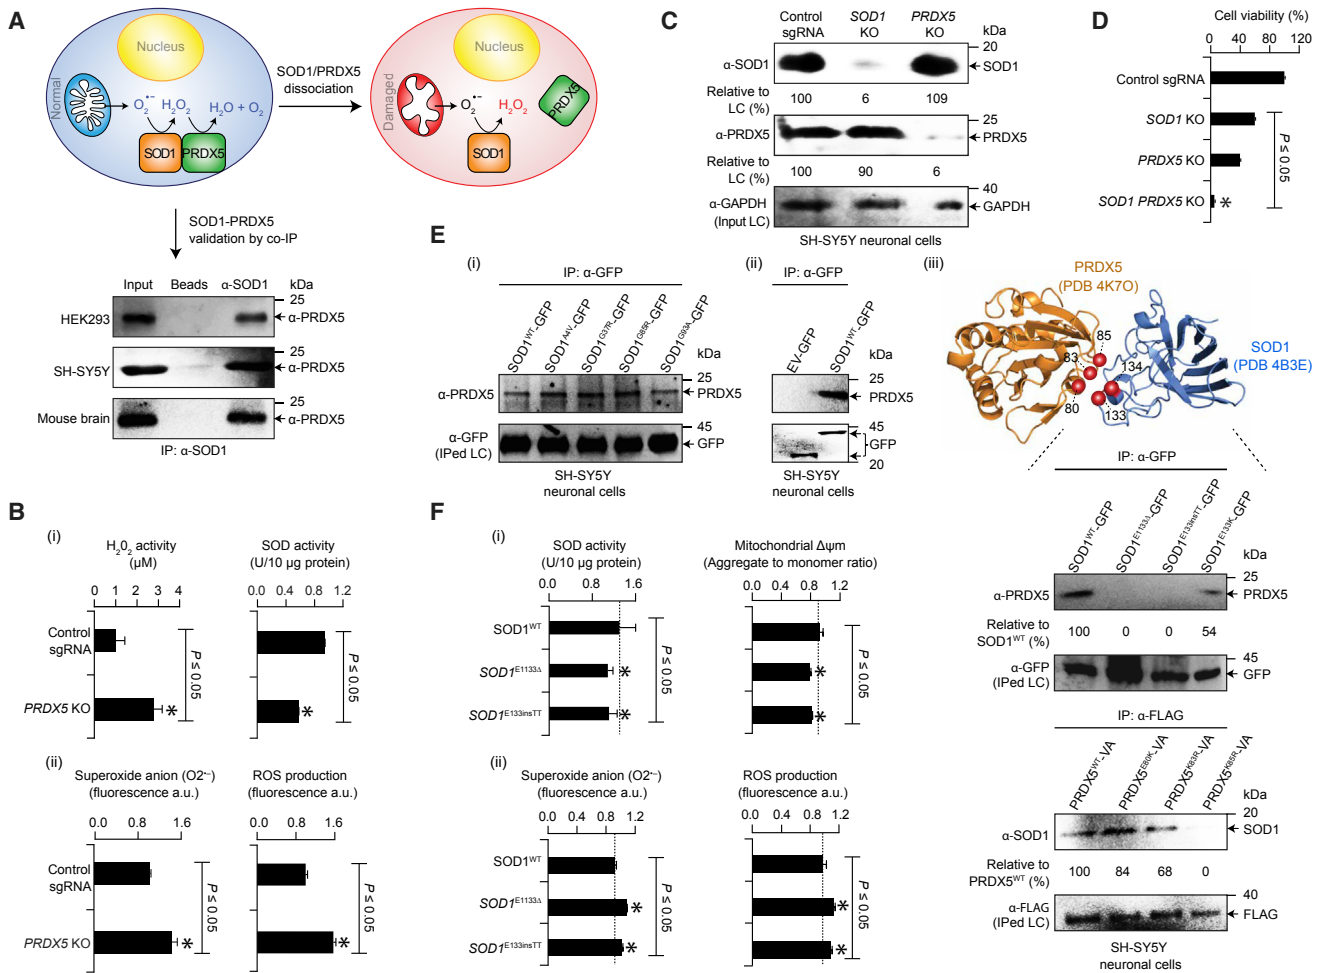 A
Nucleus
Normal
O2•− H2O2 H2O + O2
SOD1 PRDX5
SOD1/PRDX5
dissociation
Nucleus
Damaged
O2•− H2O2
PRDX5
SOD1
SOD1-PRDX5
validation by co-IP
Input Beads α-SOD1 kDa
25
HEK293 α-PRDX5
25
SH-SY5Y α-PRDX5
25
Mouse brain α-PRDX5
IP: α-SOD1
B
(i)
H2O2 activity
(µM)
0 1 2 3 4
Control
sgRNA
PRDX5 KO
*
P ≤ 0.05
SOD activity
(U/10 µg protein)
0.0 0.4 0.8 1.2
*
P ≤ 0.05
(ii)
Superoxide anion (O2•−)
(fluorescence a.u.)
0.0 0.8 1.6
Control
sgRNA
PRDX5 KO
*
P ≤ 0.05
ROS production
(fluorescence a.u.)
0.0 0.8 1.6
*
P ≤ 0.05
C
Control
sgRNA
SOD1
KO
PRDX5
KO
kDa
20
α-SOD1 SOD1
Relative to
LC (%)
100 6 109
25
α-PRDX5 PRDX5
Relative to
LC (%)
100 90 6
40
α-GAPDH
(Input LC)
GAPDH
SH-SY5Y neuronal cells
D
Cell viability (%)
0 40 80 120
Control sgRNA
SOD1 KO
PRDX5 KO
SOD1 PRDX5 KO
*
P ≤ 0.05
E
(i)
IP: α-GFP
SOD1WT-GFP
SOD1A4V-GFP
SOD1G37R-GFP
SOD1G85R-GFP
SOD1G93A-GFP
kDa
25
α-PRDX5 PRDX5
45
α-GFP
(IPed LC)
GFP
SH-SY5Y
neuronal cells
(ii)
IP: α-GFP
EV-GFP
SOD1WT-GFP
kDa
25
PRDX5
45
GFP
20
SH-SY5Y
neuronal cells
(iii)
PRDX5
(PDB 4K7O)
SOD1
(PDB 4B3E)
85
83
134
80
133
IP: α-GFP
SOD1WT-GFP
SOD1E1133Δ-GFP
SOD1E133insTT-GFP
SOD1E133K-GFP
kDa
25
α-PRDX5 PRDX5
Relative to
SOD1WT (%)
100 0 0 54
45
α-GFP
(IPed LC)
GFP
IP: α-FLAG
PRDX5WT-VA
PRDX5E80K-VA
PRDX5K83R-VA
PRDX5K85R-VA
kDa
20
α-SOD1 SOD1
Relative to
PRDX5WT (%)
100 84 68 0
40
α-FLAG
(IPed LC)
FLAG
SH-SY5Y
neuronal cells
F
(i)
SOD activity
(U/10 µg protein)
0.0 0.4 0.8 1.2 1.6
SOD1WT
SOD1E1133Δ
*
SOD1E133insTT
*
P ≤ 0.05
Mitochondrial Δψm
(Aggregate to monomer ratio)
0.0 0.4 0.8 1.2
*
*
P ≤ 0.05
(ii)
Superoxide anion (O2•−)
(fluorescence a.u.)
0.0 0.4 0.8 1.2
SOD1WT
SOD1E1133Δ
*
SOD1E133insTT
*
P ≤ 0.05
ROS production
(fluorescence a.u.)
0.0 0.4 0.8 1.2
*
*
P ≤ 0.05